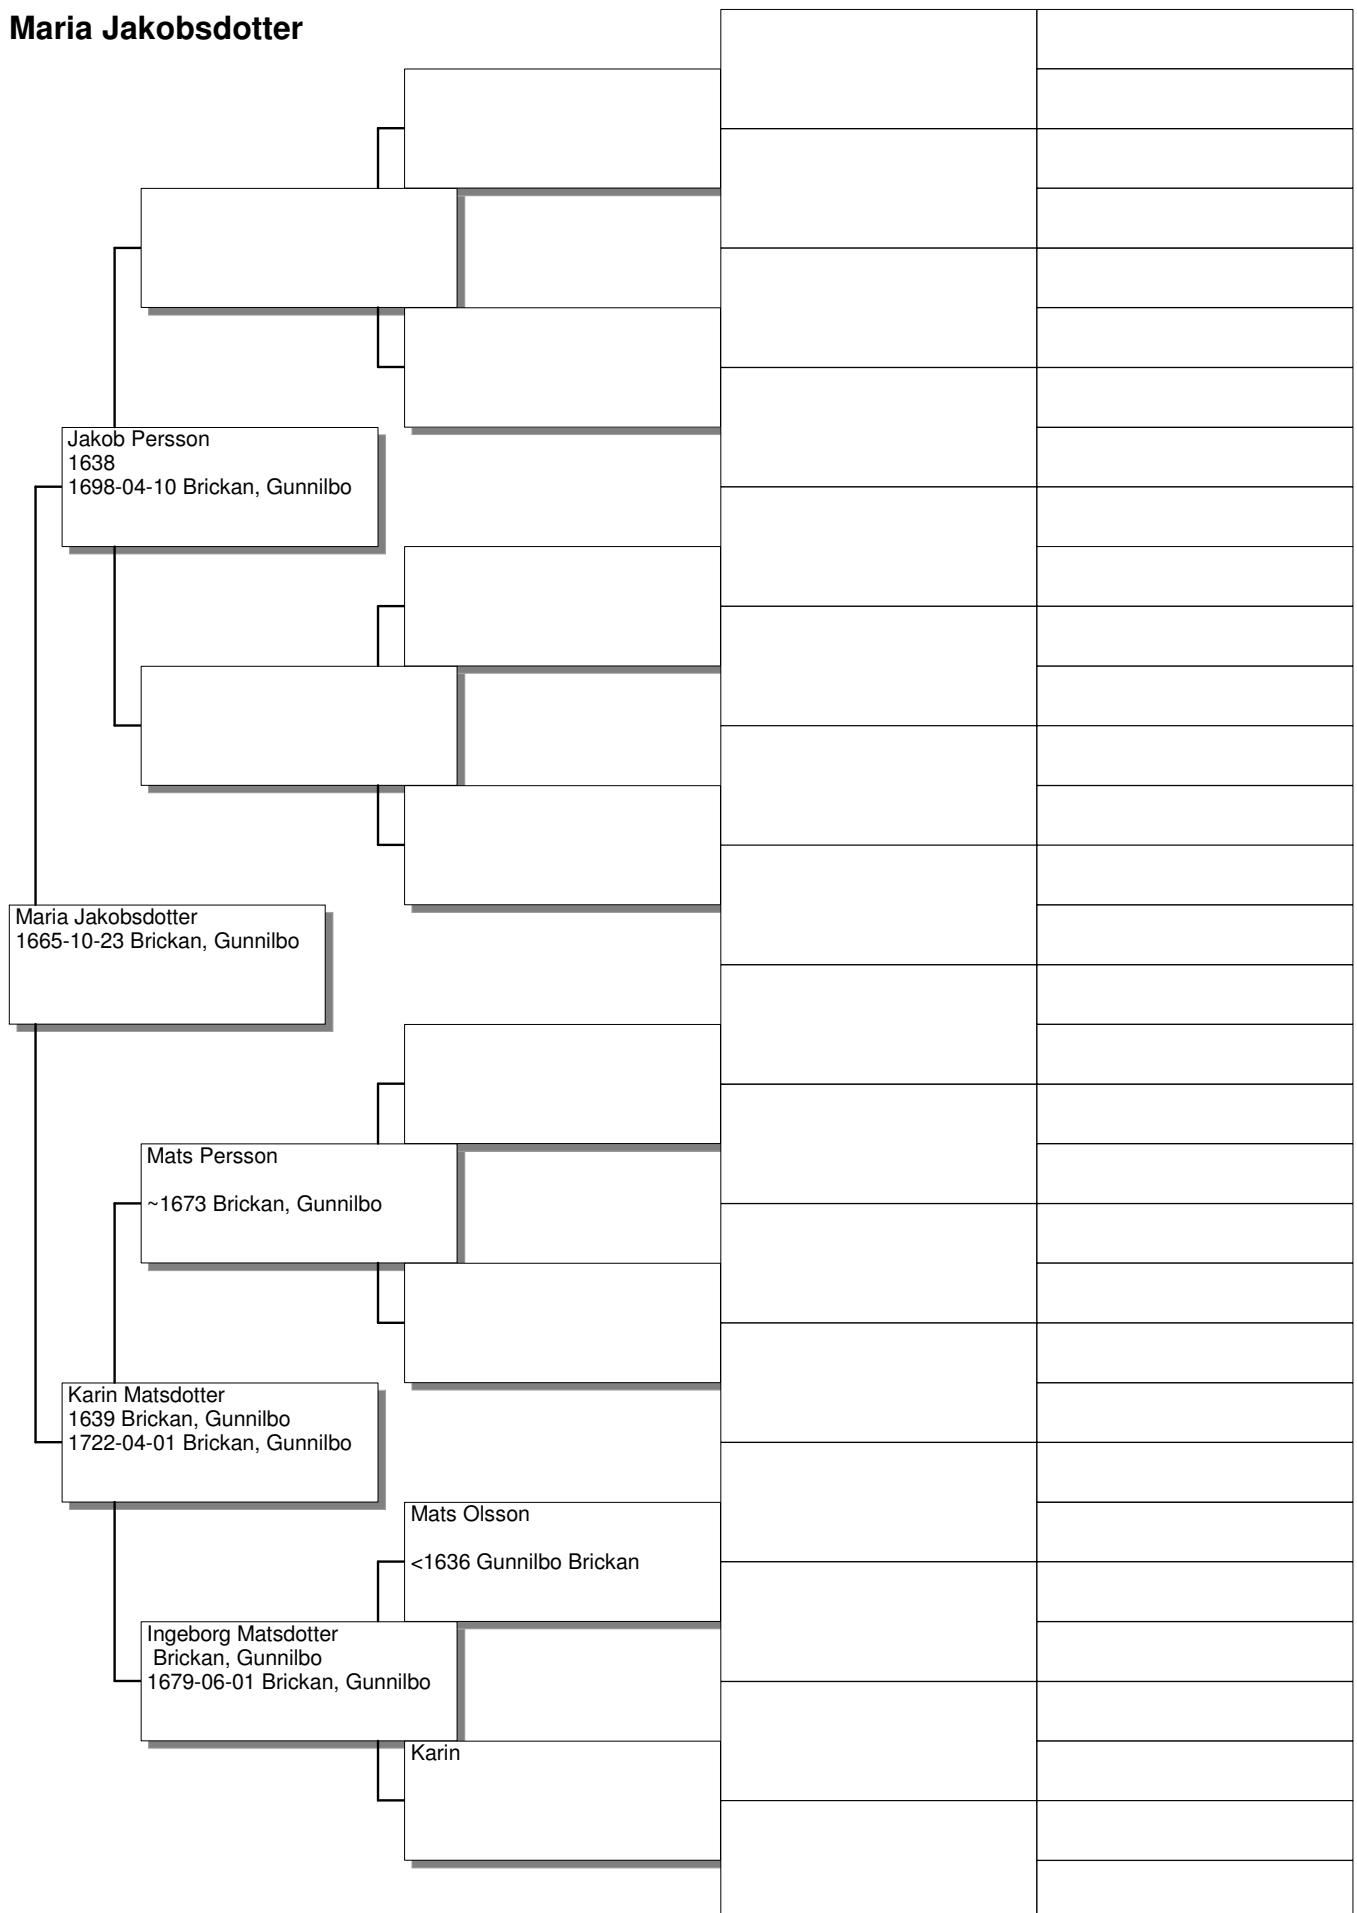 Maria Jakobsdotter
Jakob Persson
1638
1698-04-10 Brickan, Gunnilbo
Maria Jakobsdotter
1665-10-23 Brickan, Gunnilbo
Mats Persson
~1673 Brickan, Gunnilbo
Karin Matsdotter
1639 Brickan, Gunnilbo
1722-04-01 Brickan, Gunnilbo
Mats Olsson
<1636 Gunnilbo Brickan
Ingeborg Matsdotter
Brickan, Gunnilbo
1679-06-01 Brickan, Gunnilbo
Karin